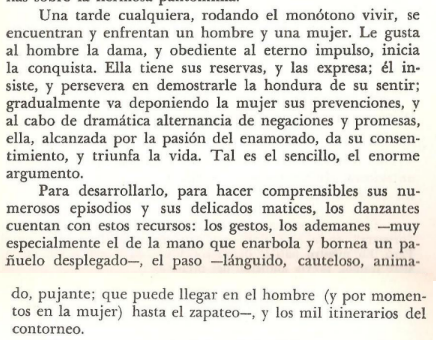 Una tarde cualquiera, rodando el monótono vivir, se
encuentran y enfrentan un hombre y una mujer. Le gusta
al hombre la dama, y obediente al eterno impulso, inicia
la conquista. Ella tiene sus reservas, y las expresa; él in-
siste, y persevera en demostrarle la hondura de su sentir;
gradualmente va deponiendo la mujer sus prevenciones, y
al cabo de dramática alternancia de negaciones y promesas,
ella, alcanzada por la pasión del enamorado, da su consen-
timiento, y triunfa la vida. Tal es el sencillo, el enorme
argumento.
Para desarrollarlo, para hacer comprensibles sus nu-
merosos episodios y sus delicados matices, los danzantes
cuentan con estos recursos: los gestos, los ademanes —muy
especialmente el de la mano que enarbola y bornea un pa-
ñuelo desplegado—, el paso —lánguido, cauteloso, anima-
do, pujante; que puede llegar en el hombre (y por momen-
tos en la mujer) hasta el zapateo—, y los mil itinerarios del
contorneo.